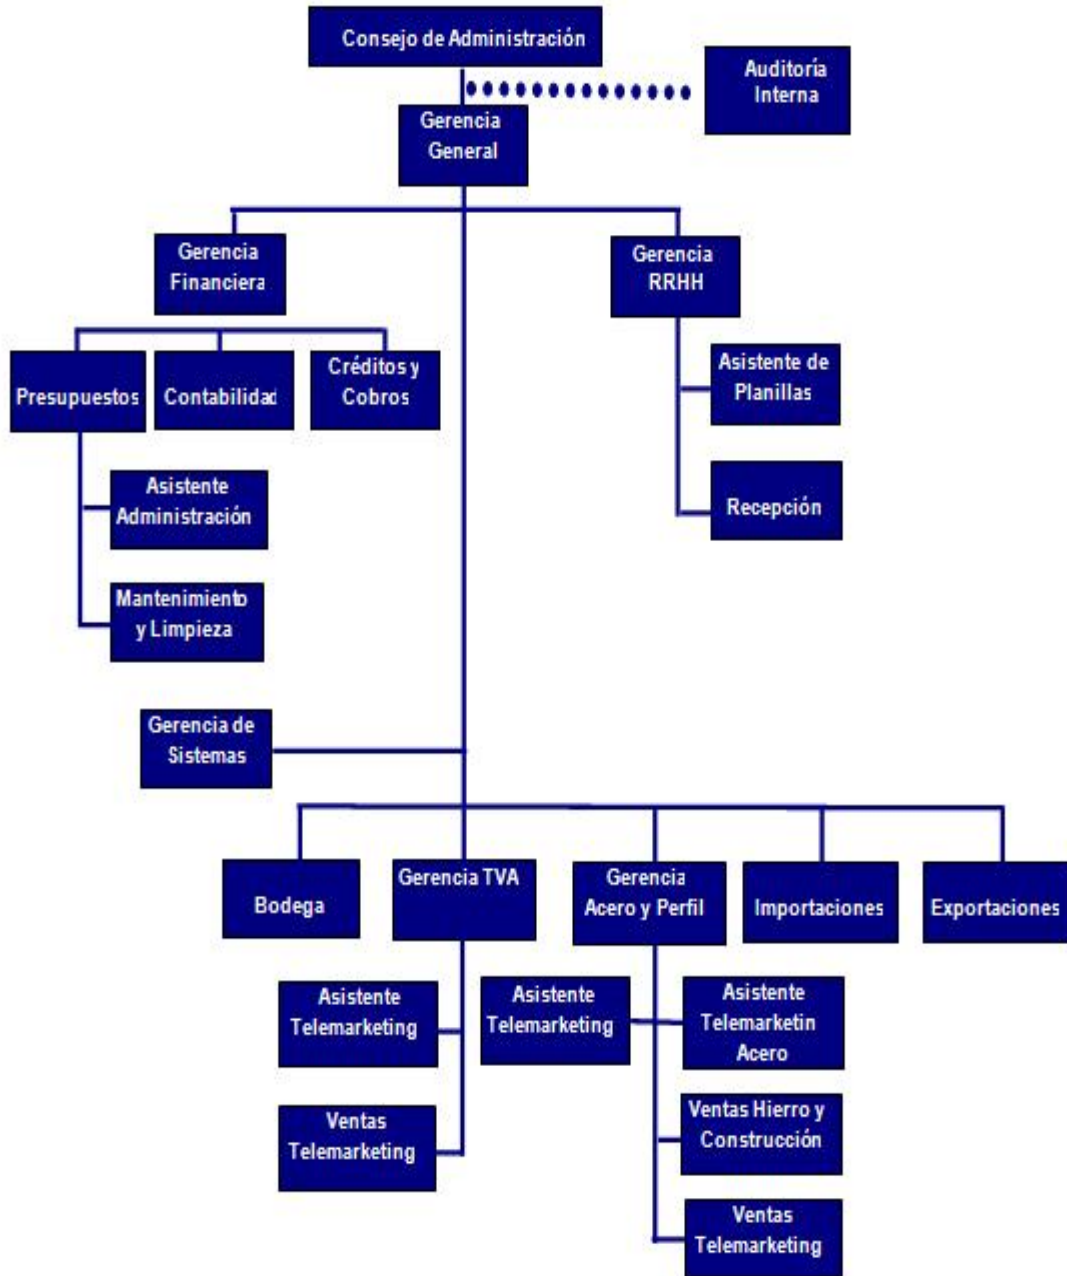 Consejo de Administración
Auditoría
Interna
Gerencia
General
Gerencia
Financiera
Gerencia
RRHH
Presupuestos
Contabilidad
Créditos y
Cobros
Asistente de
Planillas
Asistente
Administración
Recepción
Mantenimiento
y Limpieza
Gerencia de
Sistemas
Bodega
Gerencia TVA
Gerencia
Acero y Perfil
Importaciones
Exportaciones
Asistente
Telemarketing
Asistente
Telemarketing
Asistente
Telemarketin
Acero
Ventas
Telemarketing
Ventas Hierro y
Construcción
Ventas
Telemarketing